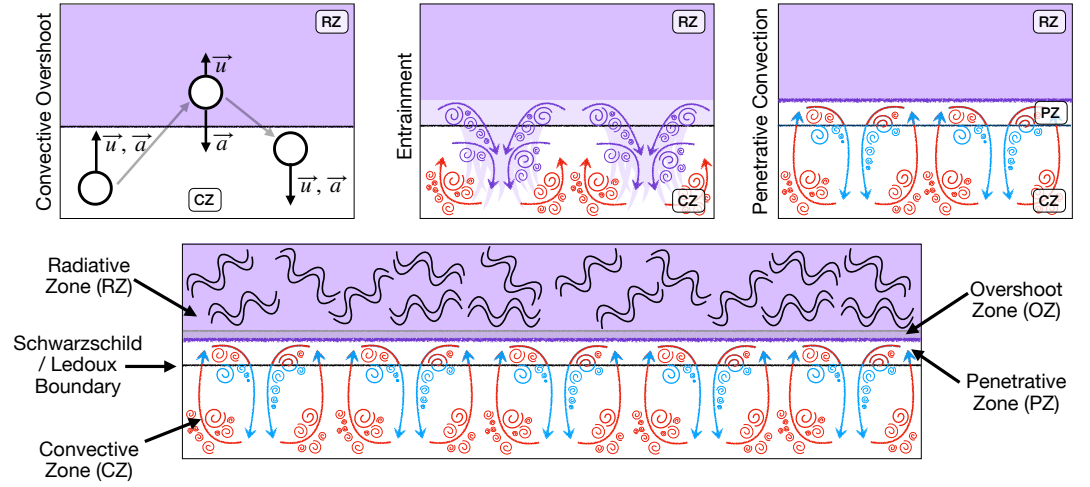 Convective Overshoot
RZ
u⃗
u⃗, a⃗
a⃗
u⃗, a⃗
CZ
Entrainment
RZ
CZ
Penetrative Convection
RZ
PZ
CZ
Radiative
Zone (RZ)
Schwarzschild
/ Ledoux
Boundary
Convective
Zone (CZ)
Overshoot
Zone (OZ)
Penetrative
Zone (PZ)